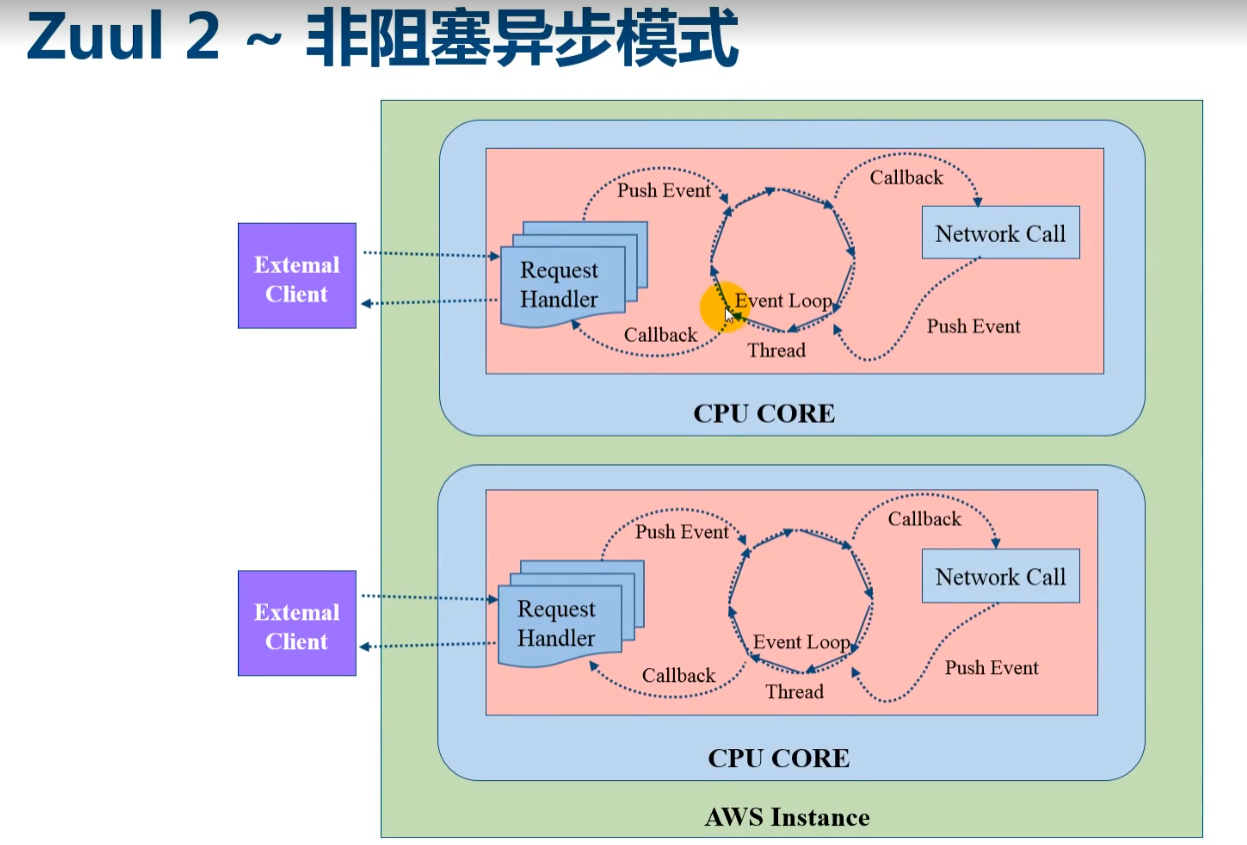 Zuul 2 ~ 非阻塞异步模式
Extemal
Client
Push Event
Request
Handler
Callback
Event Loop
Thread
Callback
Network Call
Push Event
CPU CORE
Extemal
Client
Push Event
Request
Handler
Callback
Event Loop
Thread
Callback
Network Call
Push Event
CPU CORE
AWS Instance